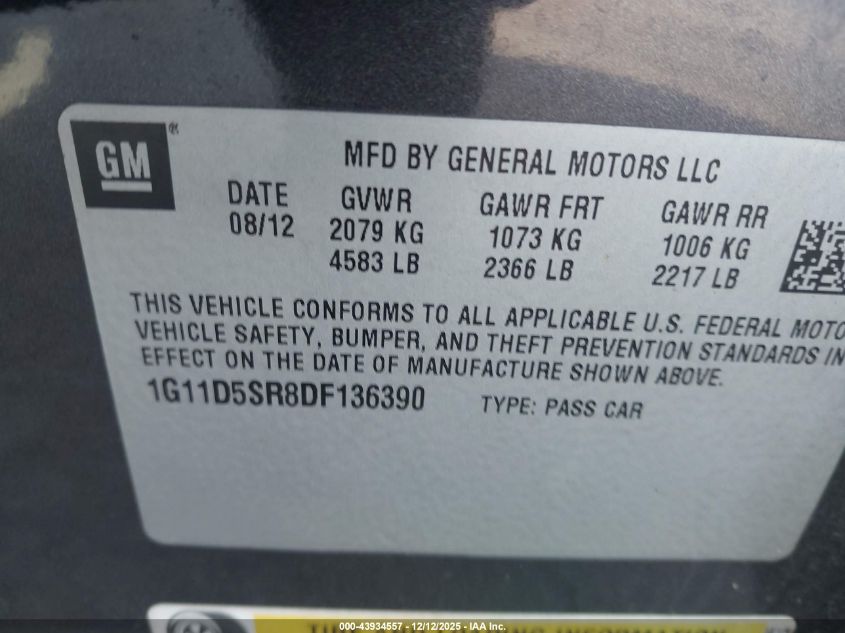 GM ®
MFD BY GENERAL MOTORS LLC
DATE GVWR GAWR FRT GAWR RR
08/12 2079 KG 1073 KG 1006 KG
4583 LB 2366 LB 2217 LB
THIS VEHICLE CONFORMS TO ALL APPLICABLE U.S. FEDERAL MOTO
VEHICLE SAFETY, BUMPER, AND THEFT PREVENTION STANDARDS IN
EFFECT ON THE DATE OF MANUFACTURE SHOWN ABOVE.
1G11D5SR8DF136390 TYPE: PASS CAR
INFORMATION
000-43934557 - 12/12/2025 - IAA Inc.